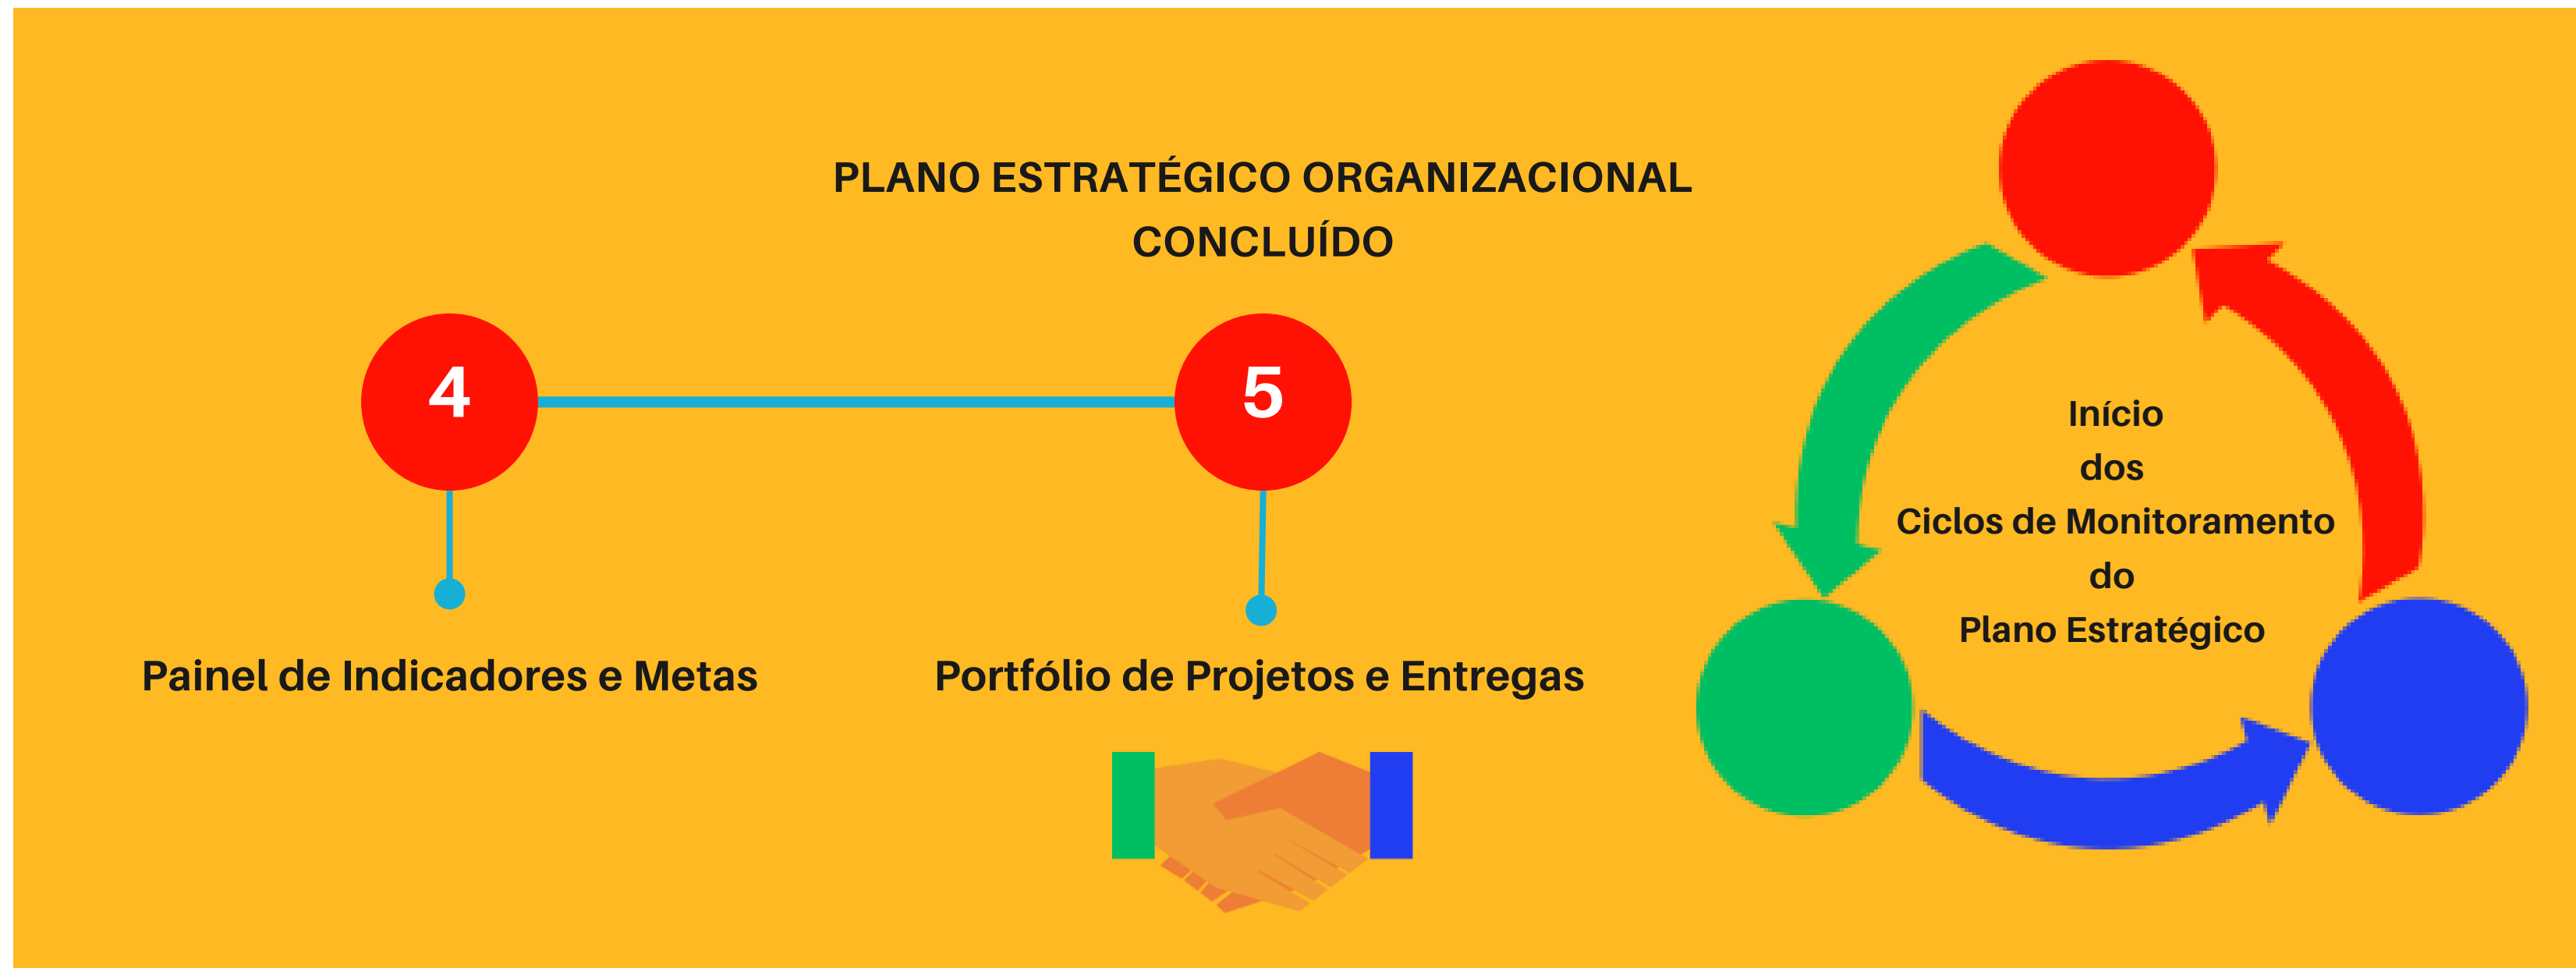 PLANO ESTRATÉGICO ORGANIZACIONAL
CONCLUÍDO
4
5
Painel de Indicadores e Metas
Portfólio de Projetos e Entregas
Início
dos
Ciclos de Monitoramento
do
Plano Estratégico